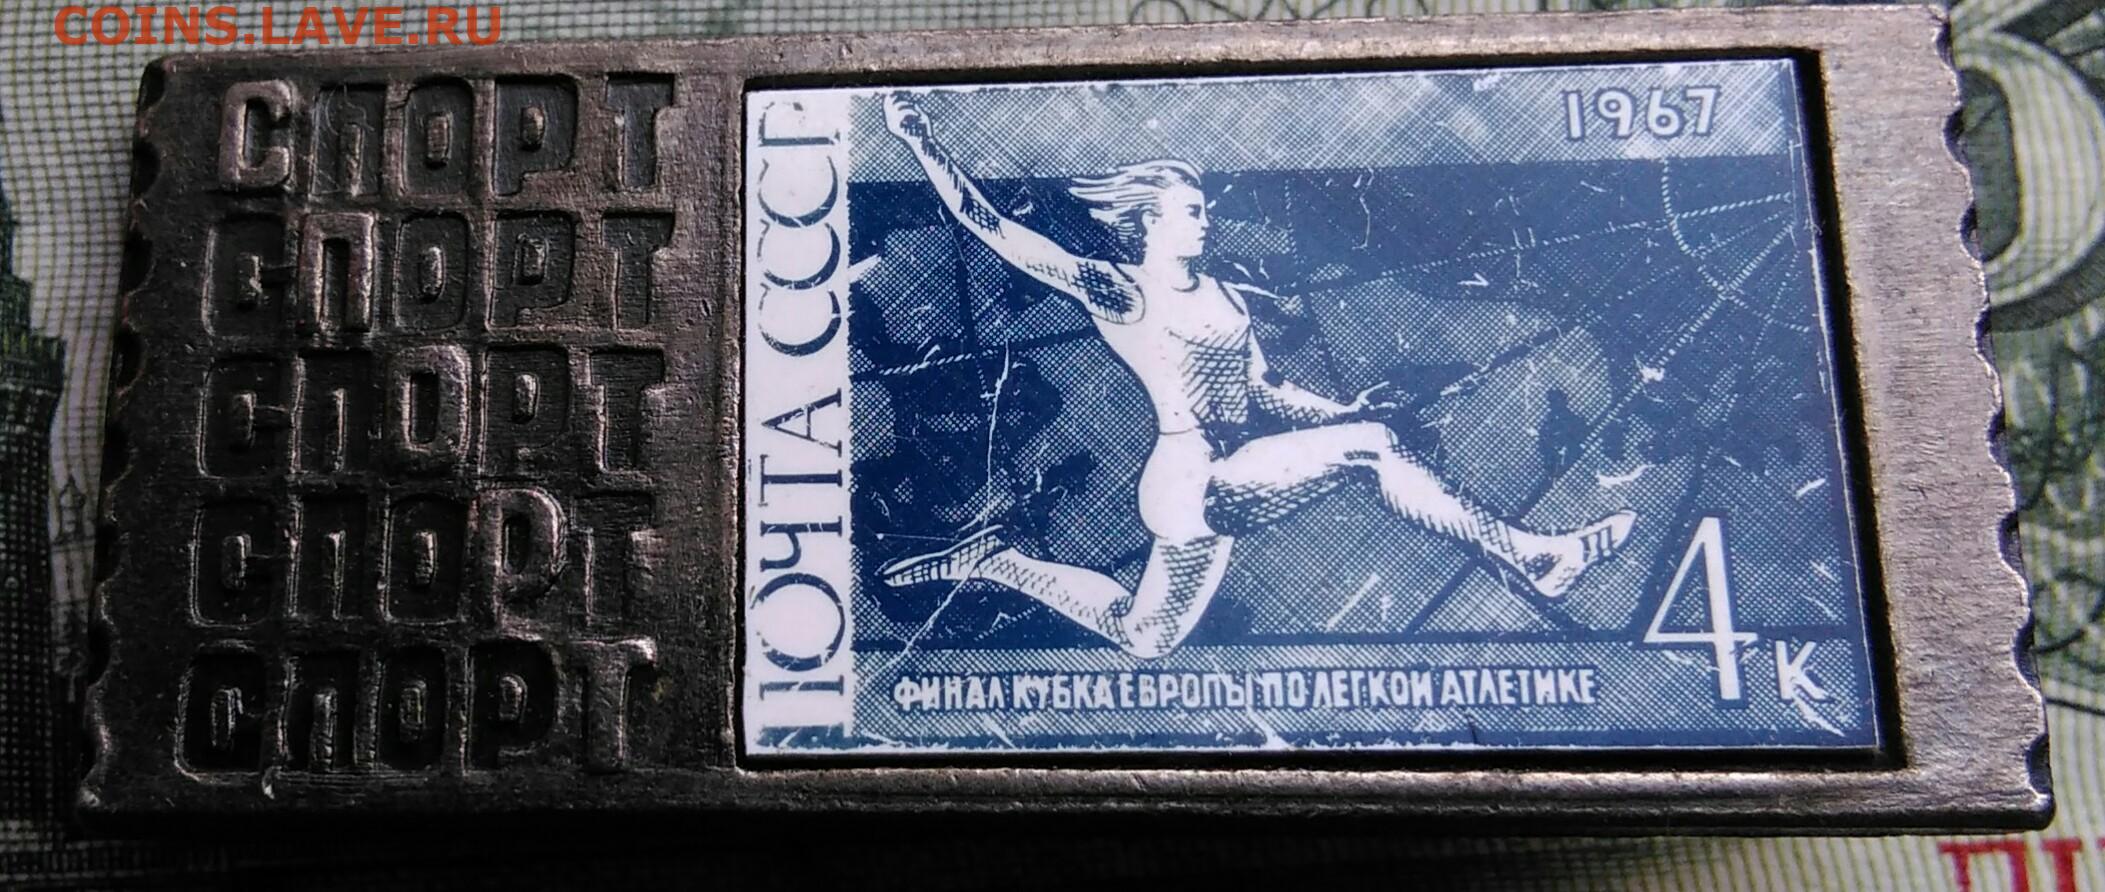 COINS.LAVE.RU
СПОРТ
СПОРТ
СПОРТ
СПОРТ
СПОРТ
ПОЧТА СССР
1967
4 к
ФИНАЛ КУБКА ЕВРОПЫ ПО ЛЕГКОЙ АТЛЕТИКЕ